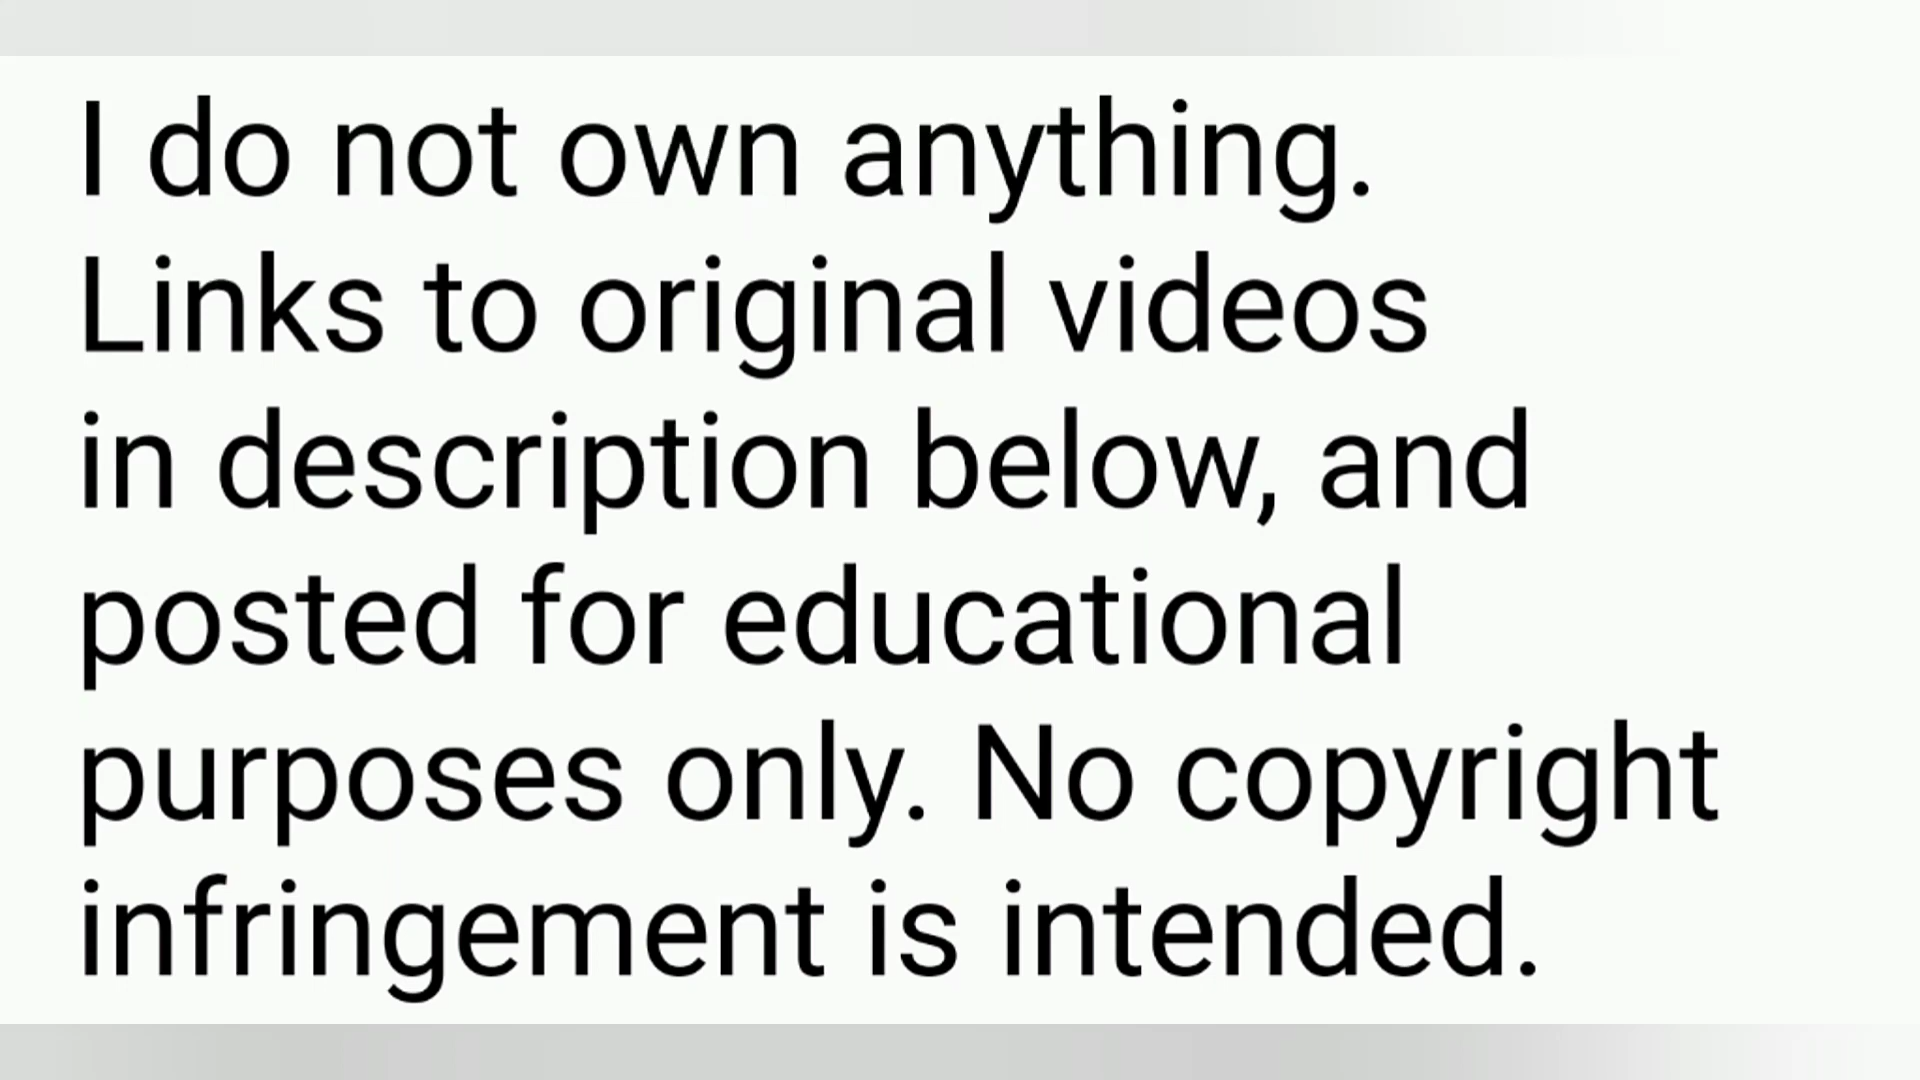 I do not own anything.
Links to original videos
in description below, and
posted for educational
purposes only. No copyright
infringement is intended.